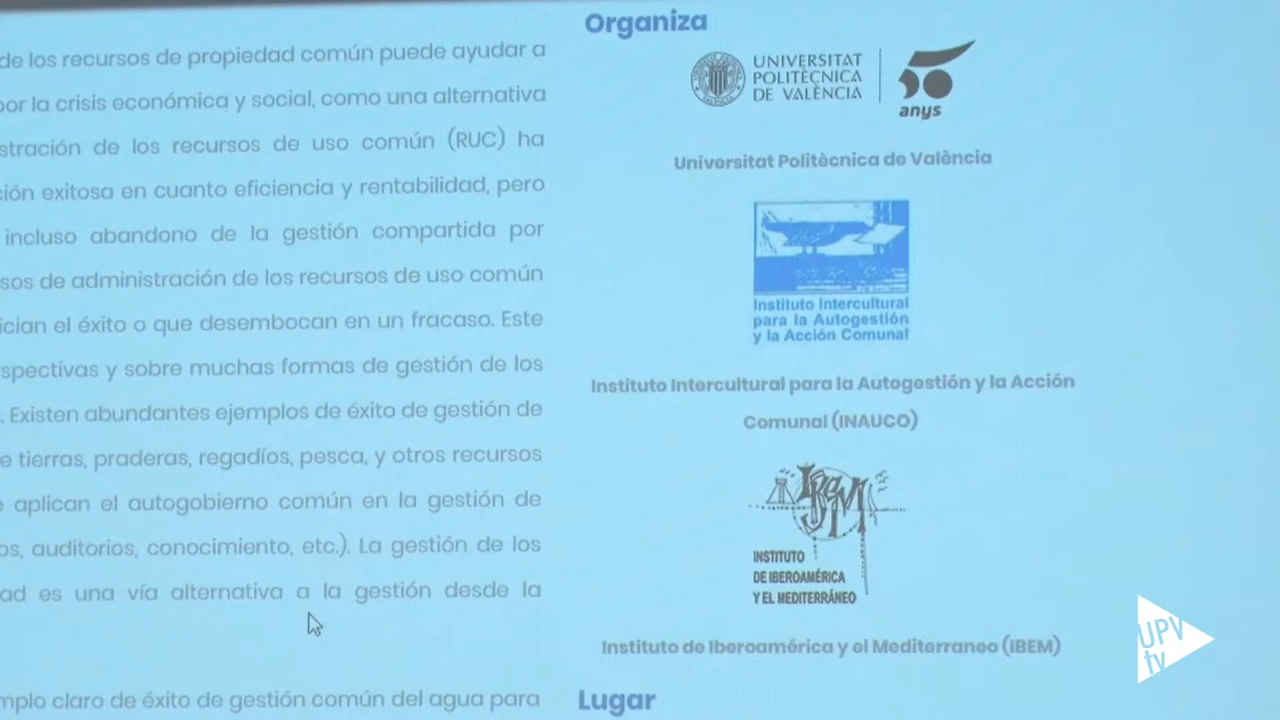 de los recursos de propiedad común puede ayudar a
por la crisis económica y social, como una alternativa
stración de los recursos de uso común (RUC) ha
ción exitosa en cuanto eficiencia y rentabilidad, pero
incluso abandono de la gestión compartida por
sos de administración de los recursos de uso común
ician el éxito o que desembocan en un fracaso. Este
spectivas y sobre muchas formas de gestión de los
. Existen abundantes ejemplos de éxito de gestión de
e tierras, praderas, regadíos, pesca, y otros recursos
e aplican el autogobierno común en la gestión de
os, auditorios, conocimiento, etc.). La gestión de los
ad es una vía alternativa a la gestión desde la
mplo claro de éxito de gestión común del agua para
Organiza
UNIVERSITAT
POLITÈCNICA
DE VALÈNCIA
50
anys
Universitat Politècnica de València
Instituto Intercultural
para la Autogestión
y la Acción Comunal
Instituto Intercultural para la Autogestión y la Acción
Comunal (INAUCO)
IBEM
INSTITUTO
DE IBEROAMÉRICA
Y EL MEDITERRÁNEO
Instituto de Iberoamérica y el Mediterraneo (IBEM)
Lugar
UPV
tv